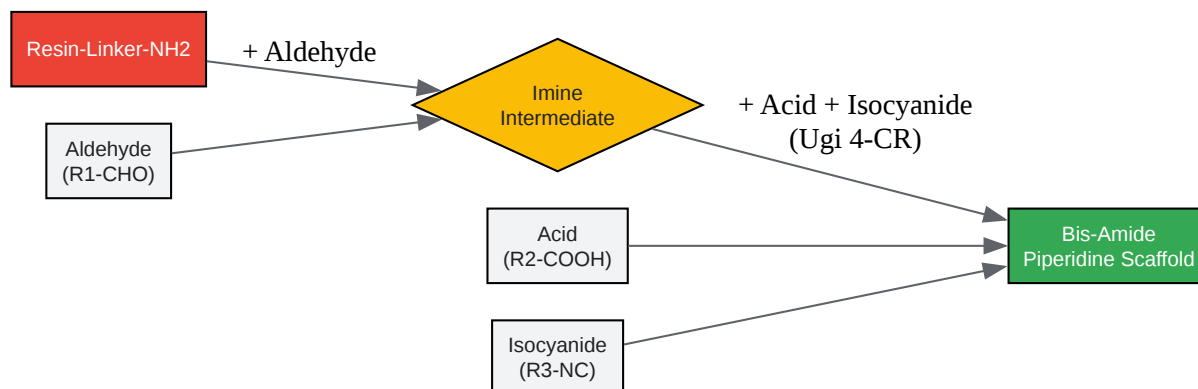 Resin-Linker-NH2
+ Aldehyde
Aldehyde
(R1-CHO)
Imine
Intermediate
+ Acid + Isocyanide
(Ugi 4-CR)
Acid
(R2-COOH)
Isocyanide
(R3-NC)
Bis-Amide
Piperidine Scaffold